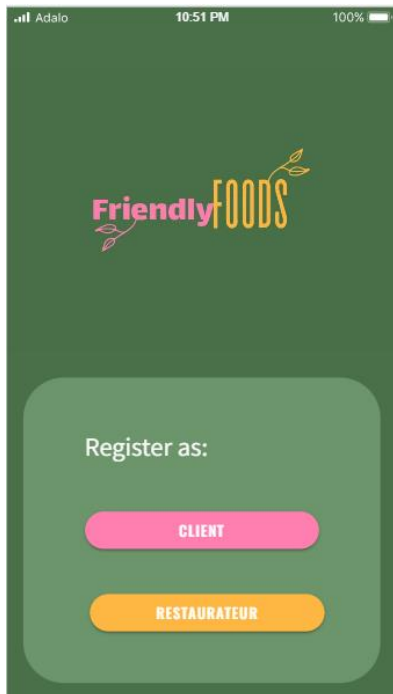 Adalo 10:51 PM 100%
FriendlyFOODS
Register as:
CLIENT
RESTAURATEUR